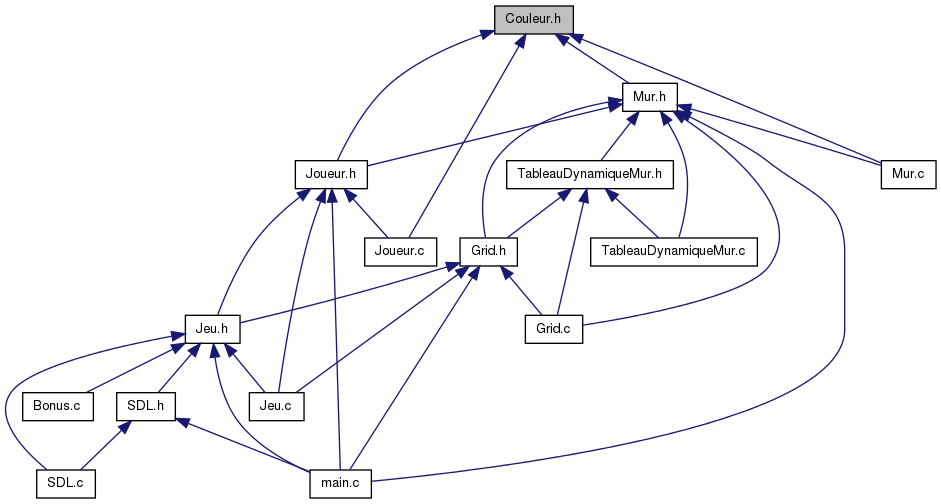 Couleur.h
Mur.h
Joueur.h
TableauDynamiqueMur.h
Mur.c
Joueur.c
Grid.h
TableauDynamiqueMur.c
Jeu.h
Grid.c
Bonus.c
SDL.h
Jeu.c
SDL.c
main.c